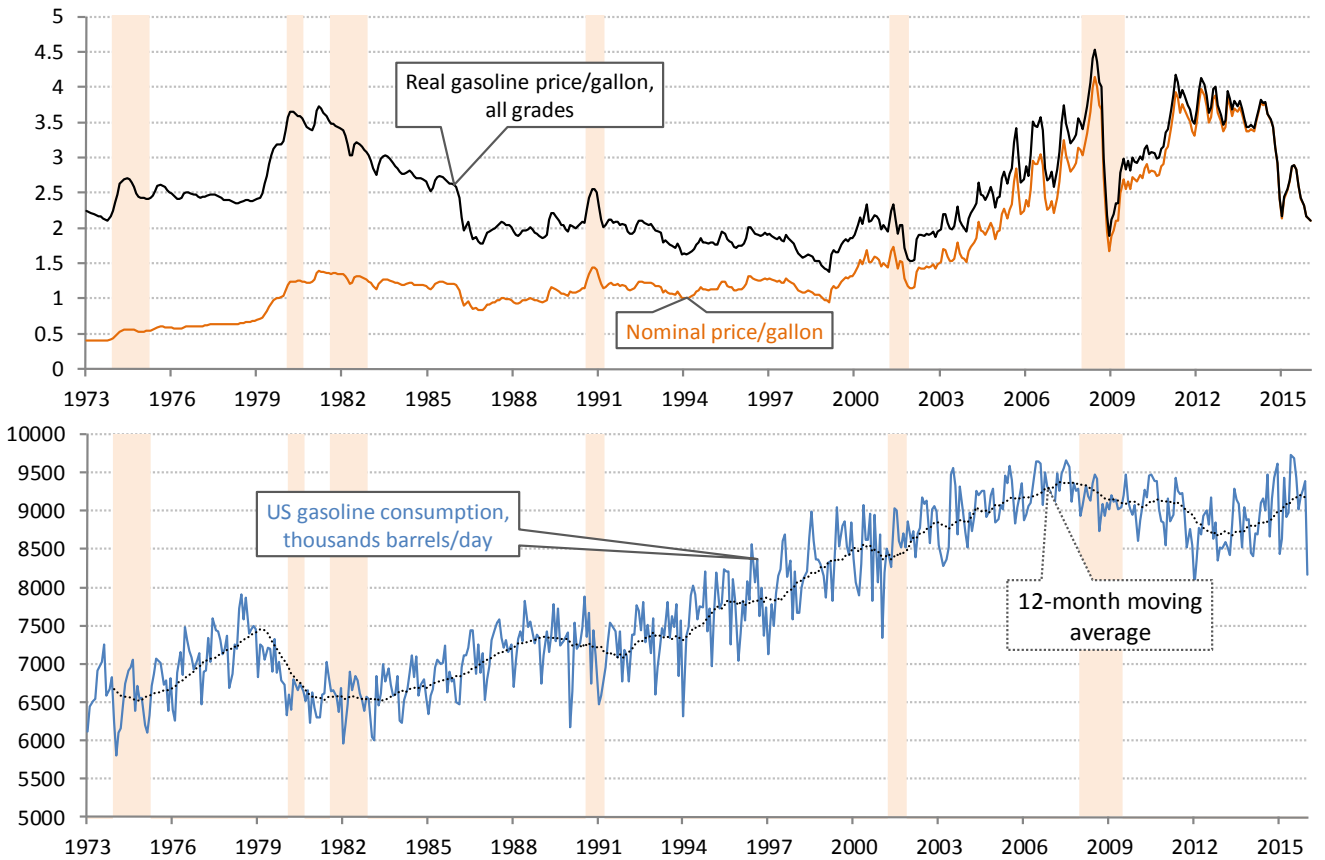 5
4.5
Real gasoline price/gallon,
all grades
4
3.5
3
2.5
2
1.5
1
Nominal price/gallon
0.5
0
1973 1976 1979 1982 1985 1988 1991 1994 1997 2000 2003 2006 2009 2012 2015
10000
9500
9000
US gasoline consumption,
thousands barrels/day
8500
8000
12-month moving
average
7500
7000
6500
6000
5500
5000
1973 1976 1979 1982 1985 1988 1991 1994 1997 2000 2003 2006 2009 2012 2015